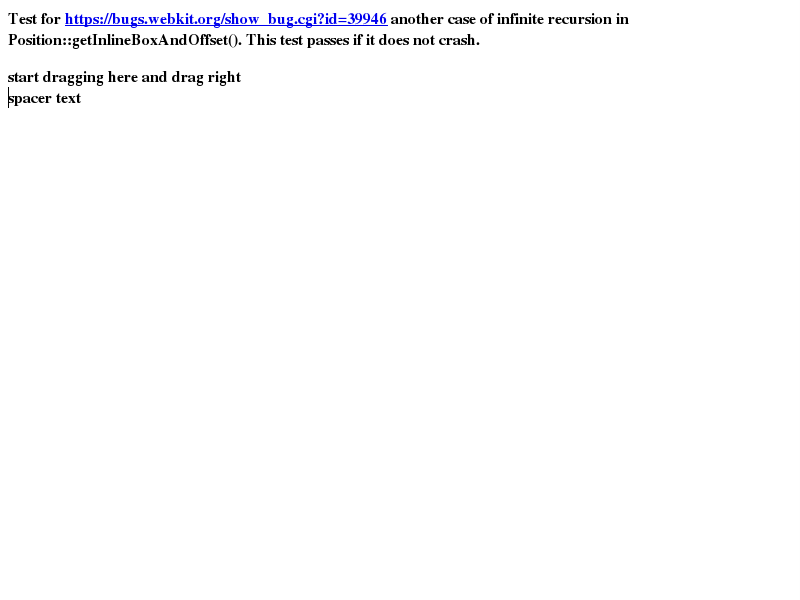 Test for https://bugs.webkit.org/show_bug.cgi?id=39946 another case of infinite recursion in
Position::getInlineBoxAndOffset(). This test passes if it does not crash.
start dragging here and drag right
spacer text